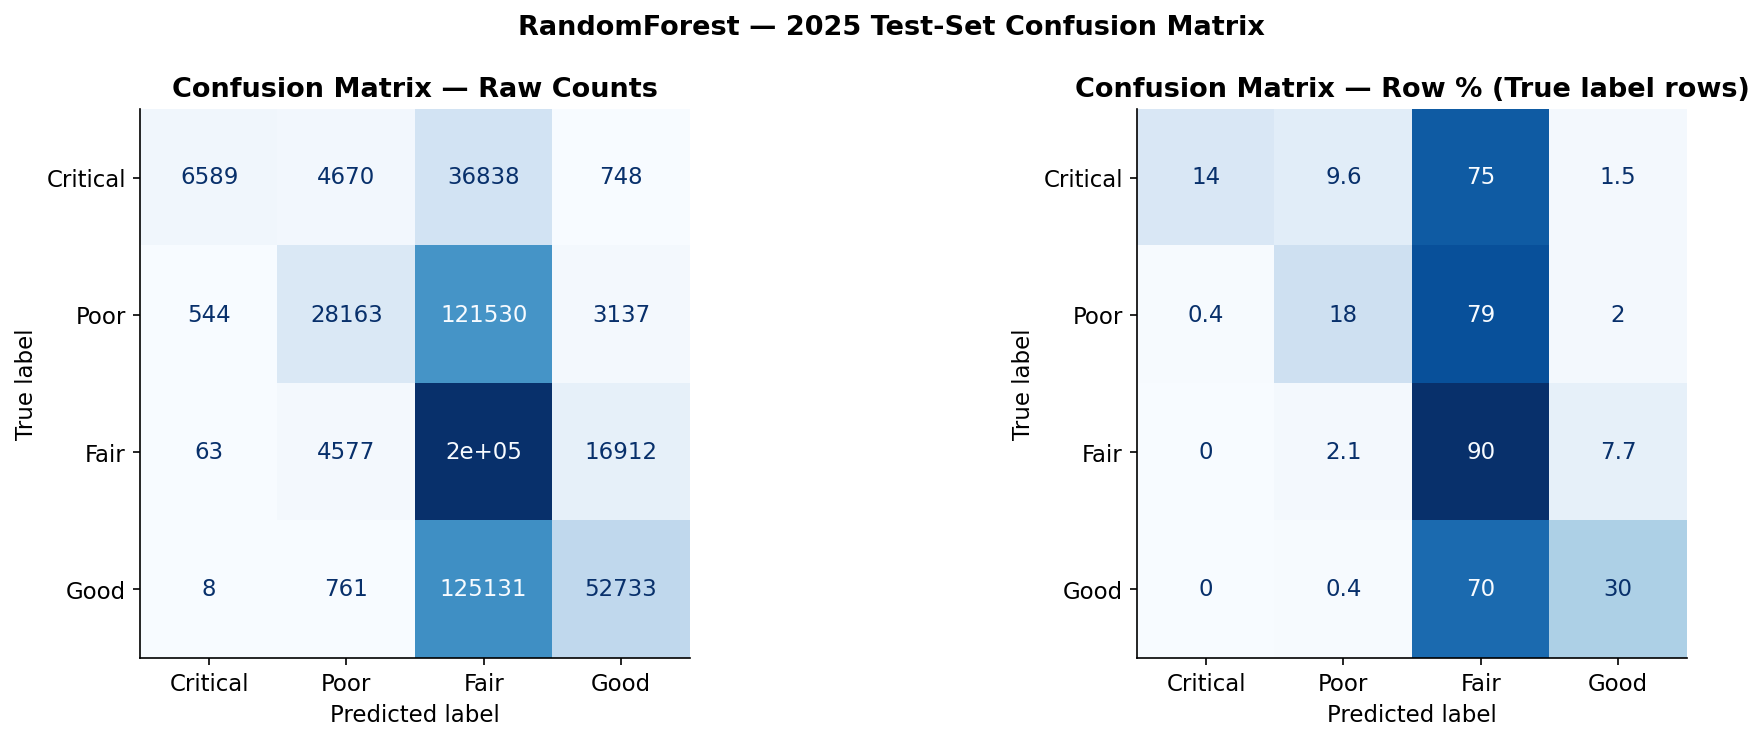 RandomForest — 2025 Test-Set Confusion Matrix
Confusion Matrix — Raw Counts
True label
Critical 6589 4670 36838 748
Poor 544 28163 121530 3137
Fair 63 4577 2e+05 16912
Good 8 761 125131 52733
Critical Poor Fair Good
Predicted label
Confusion Matrix — Row % (True label rows)
True label
Critical 14 9.6 75 1.5
Poor 0.4 18 79 2
Fair 0 2.1 90 7.7
Good 0 0.4 70 30
Critical Poor Fair Good
Predicted label